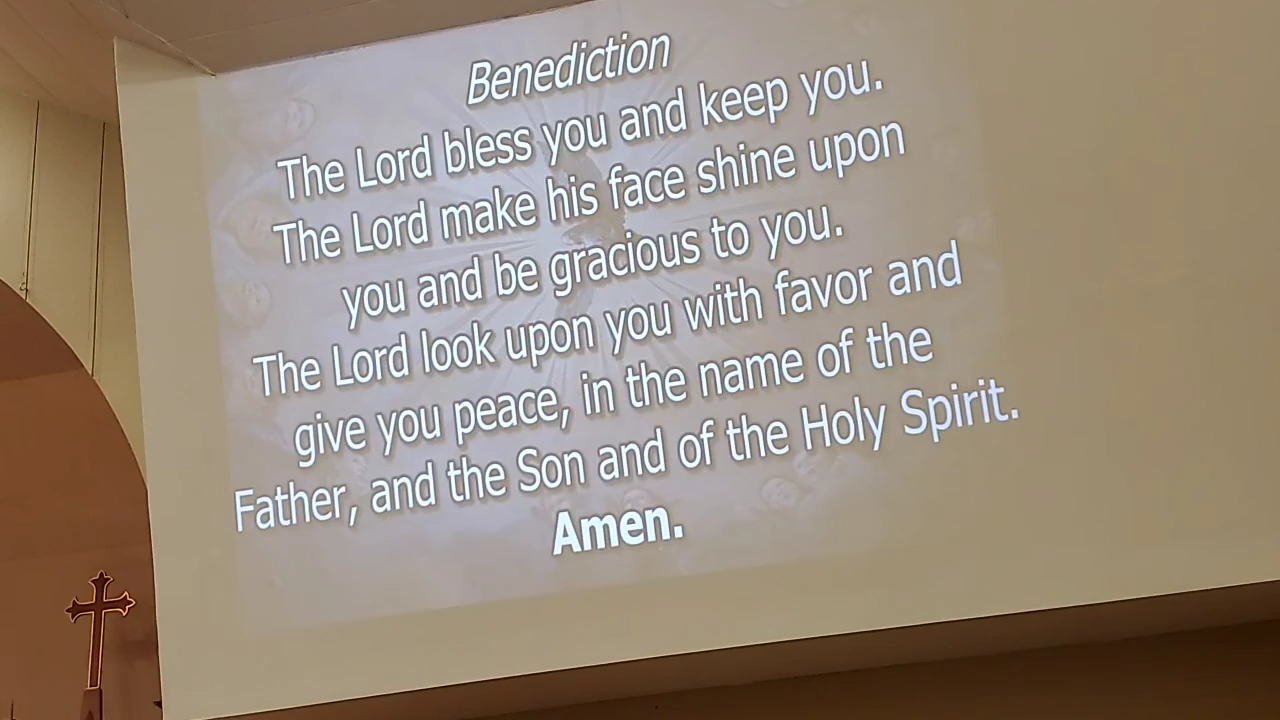 Benediction
The Lord bless you and keep you.
The Lord make his face shine upon
you and be gracious to you.
The Lord look upon you with favor and
give you peace, in the name of the
Father, and the Son and of the Holy Spirit.
Amen.